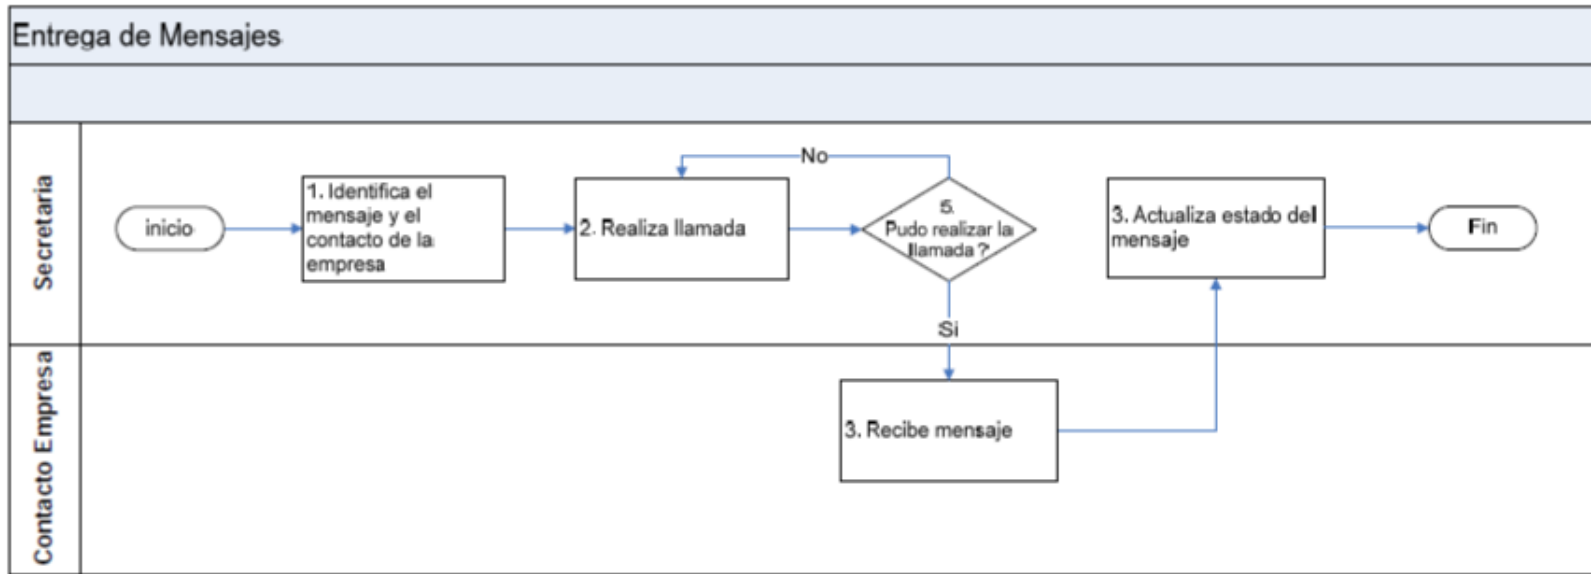 Entrega de Mensajes
Secretaria
inicio
1. Identifica el
mensaje y el
contacto de la
empresa
2. Realiza llamada
No
5.
Pudo realizar la
llamada ?
Si
3. Actualiza estado del
mensaje
Fin
Contacto Empresa
3. Recibe mensaje